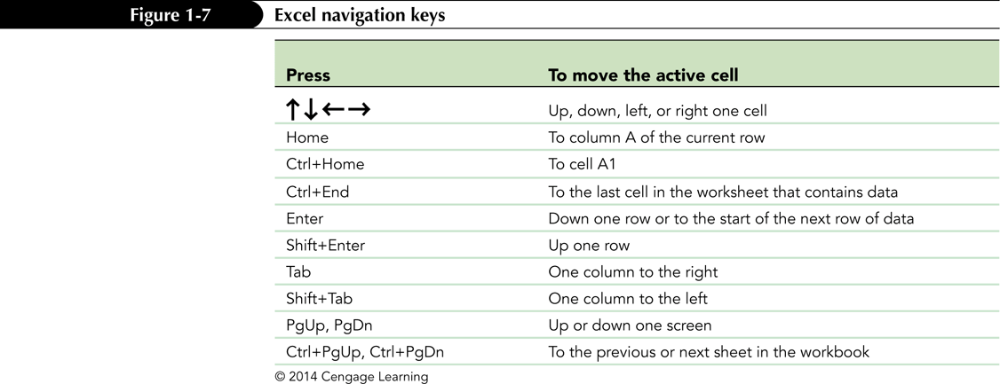 Figure 1-7 Excel navigation keys
Press To move the active cell
↑↓←→ Up, down, left, or right one cell
Home To column A of the current row
Ctrl+Home To cell A1
Ctrl+End To the last cell in the worksheet that contains data
Enter Down one row or to the start of the next row of data
Shift+Enter Up one row
Tab One column to the right
Shift+Tab One column to the left
PgUp, PgDn Up or down one screen
Ctrl+PgUp, Ctrl+PgDn To the previous or next sheet in the workbook
© 2014 Cengage Learning